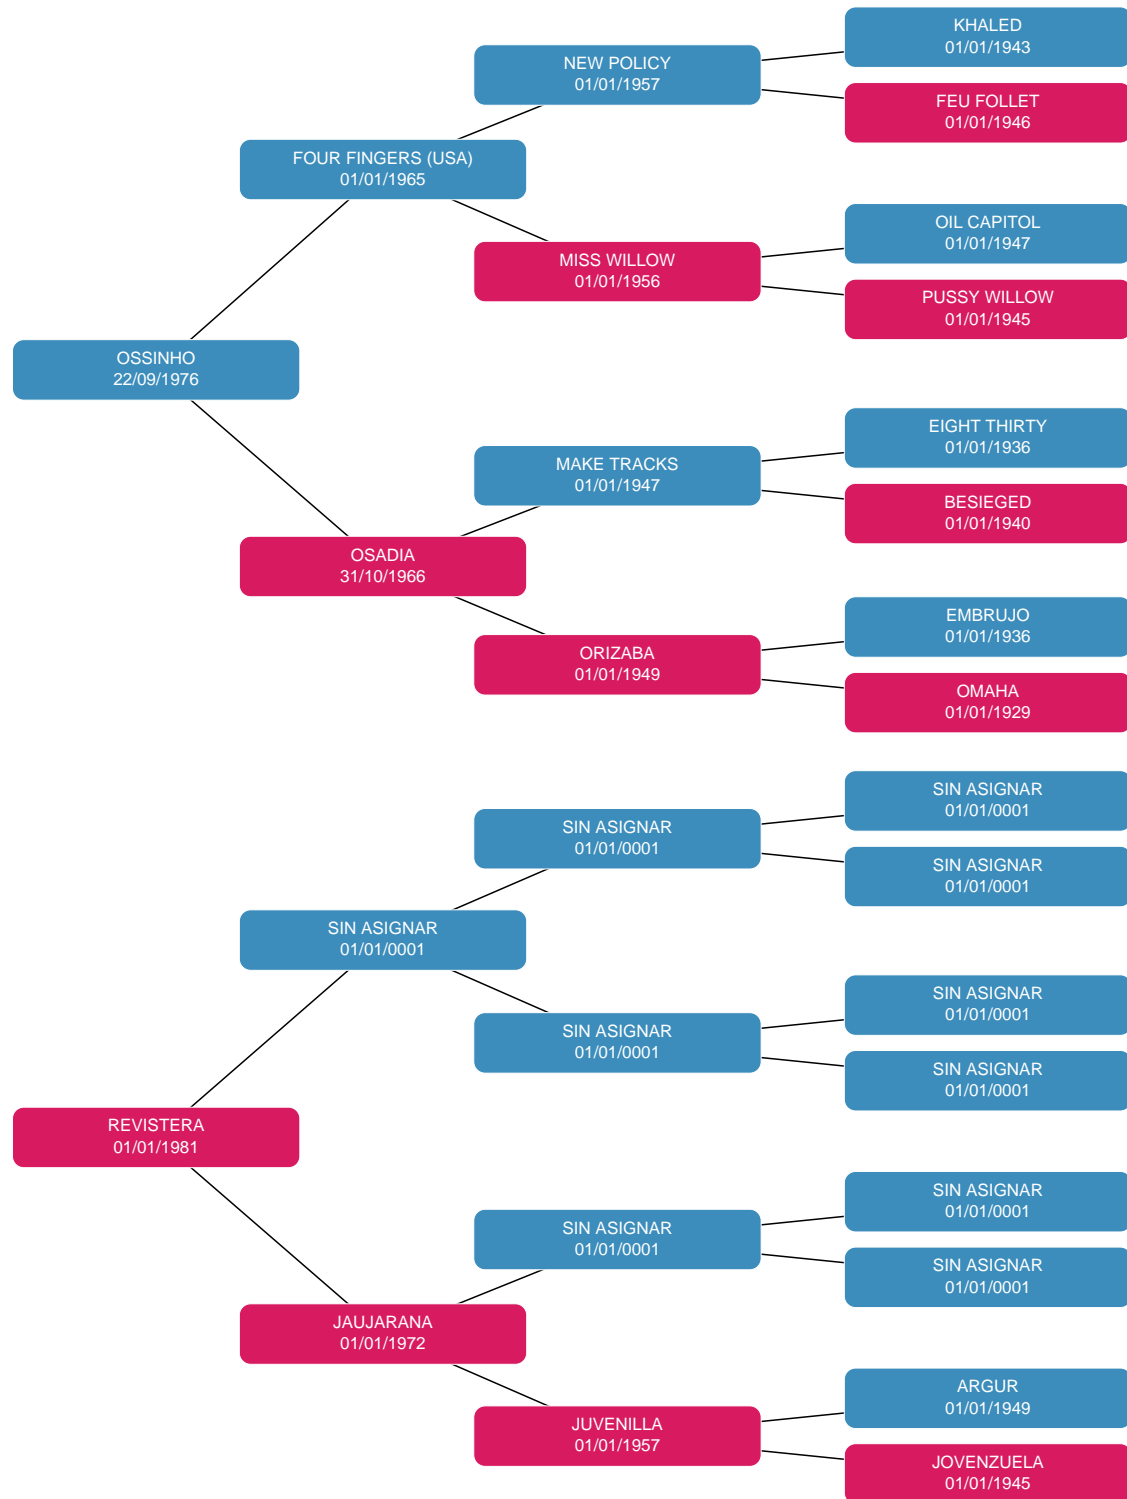 KHALED
01/01/1943
NEW POLICY
01/01/1957
FEU FOLLET
01/01/1946
FOUR FINGERS (USA)
01/01/1965
OIL CAPITOL
01/01/1947
MISS WILLOW
01/01/1956
PUSSY WILLOW
01/01/1945
OSSINHO
22/09/1976
EIGHT THIRTY
01/01/1936
MAKE TRACKS
01/01/1947
BESIEGED
01/01/1940
OSADIA
31/10/1966
EMBRUJO
01/01/1936
ORIZABA
01/01/1949
OMAHA
01/01/1929
SIN ASIGNAR
01/01/0001
SIN ASIGNAR
01/01/0001
SIN ASIGNAR
01/01/0001
SIN ASIGNAR
01/01/0001
SIN ASIGNAR
01/01/0001
SIN ASIGNAR
01/01/0001
SIN ASIGNAR
01/01/0001
REVISTERA
01/01/1981
SIN ASIGNAR
01/01/0001
SIN ASIGNAR
01/01/0001
SIN ASIGNAR
01/01/0001
JAUJARANA
01/01/1972
ARGUR
01/01/1949
JUVENILLA
01/01/1957
JOVENZUELA
01/01/1945